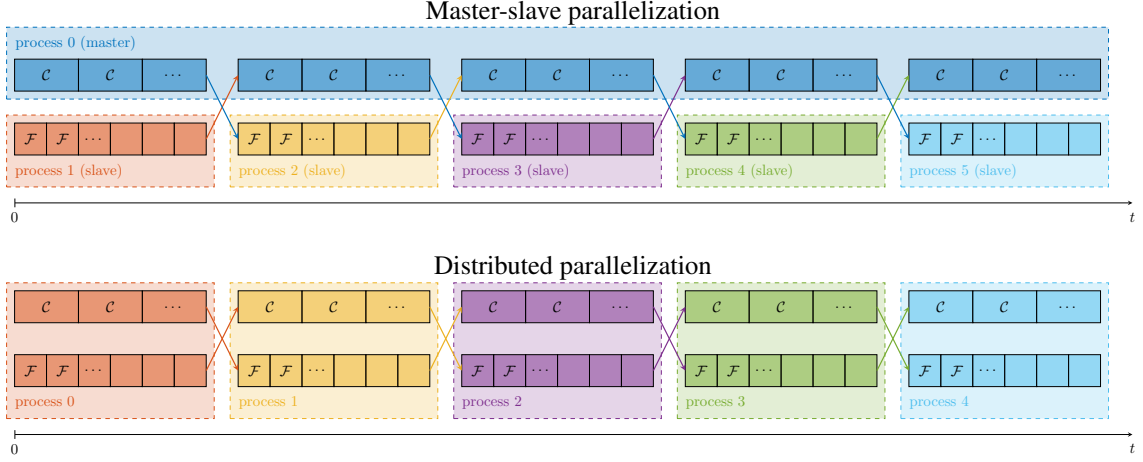 Master-slave parallelization
process 0 (master)
𝒞 𝒞 ⋯ 𝒞 𝒞 ⋯ 𝒞 𝒞 ⋯ 𝒞 𝒞 ⋯ 𝒞 𝒞 ⋯
ℱ ℱ ⋯ ℱ ℱ ⋯ ℱ ℱ ⋯ ℱ ℱ ⋯ ℱ ℱ ⋯
process 1 (slave) process 2 (slave) process 3 (slave) process 4 (slave) process 5 (slave)
0 t
Distributed parallelization
𝒞 𝒞 ⋯ 𝒞 𝒞 ⋯ 𝒞 𝒞 ⋯ 𝒞 𝒞 ⋯ 𝒞 𝒞 ⋯
ℱ ℱ ⋯ ℱ ℱ ⋯ ℱ ℱ ⋯ ℱ ℱ ⋯ ℱ ℱ ⋯
process 0 process 1 process 2 process 3 process 4
0 t